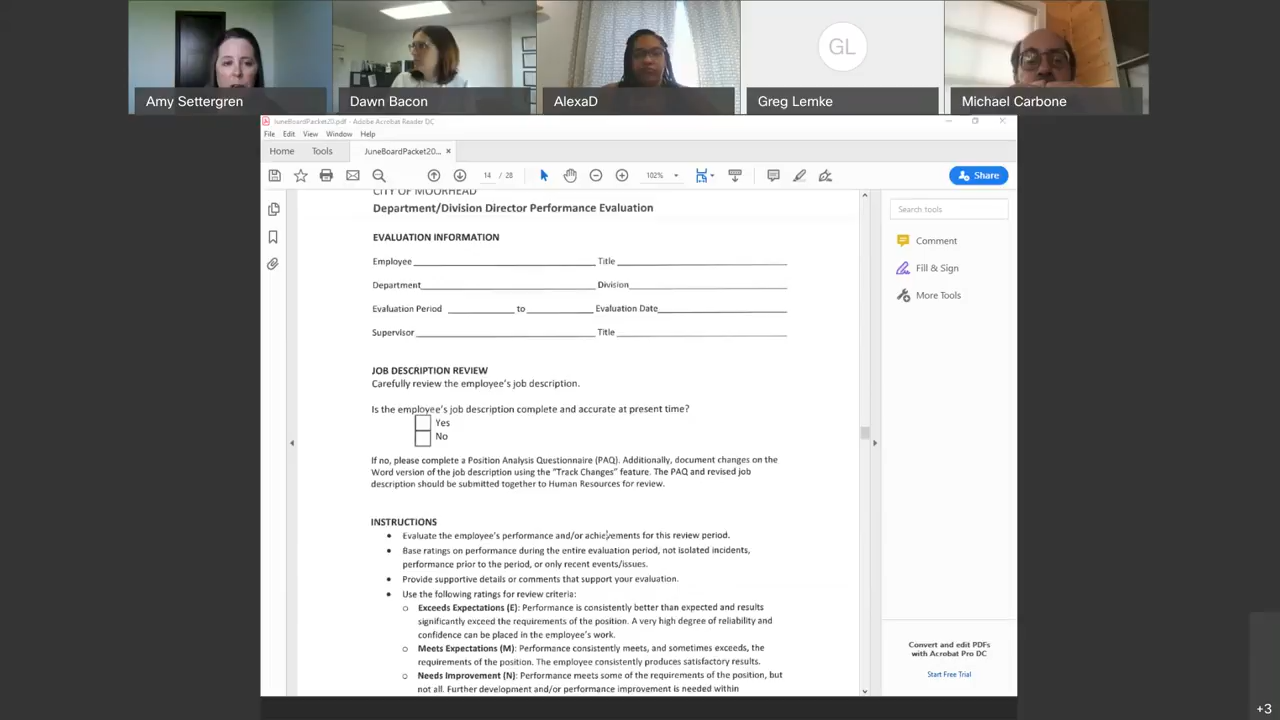 Amy Settergren
Dawn Bacon
AlexaD
GL
Greg Lemke
Michael Carbone
JuneBoardPacket20.pdf - Adobe Acrobat Reader DC
File Edit View Window Help
Home Tools JuneBoardPacket20... ×
14 / 28 102% Share
CITY OF MOORHEAD
Department/Division Director Performance Evaluation
EVALUATION INFORMATION
Employee Title
Department Division
Evaluation Period to Evaluation Date
Supervisor Title
JOB DESCRIPTION REVIEW
Carefully review the employee's job description.
Is the employee's job description complete and accurate at present time?
Yes
No
If no, please complete a Position Analysis Questionnaire (PAQ). Additionally, document changes on the
Word version of the job description using the "Track Changes" feature. The PAQ and revised job
description should be submitted together to Human Resources for review.
INSTRUCTIONS
• Evaluate the employee's performance and/or achievements for this review period.
• Base ratings on performance during the entire evaluation period, not isolated incidents,
performance prior to the period, or only recent events/issues.
• Provide supportive details or comments that support your evaluation.
• Use the following ratings for review criteria:
o Exceeds Expectations (E): Performance is consistently better than expected and results
significantly exceed the requirements of the position. A very high degree of reliability and
confidence can be placed in the employee's work.
o Meets Expectations (M): Performance consistently meets, and sometimes exceeds, the
requirements of the position. The employee consistently produces satisfactory results.
o Needs Improvement (N): Performance meets some of the requirements of the position, but
not all. Further development and/or performance improvement is needed within
Search tools
Comment
Fill & Sign
More Tools
Convert and edit PDFs
with Acrobat Pro DC
Start Free Trial
+3